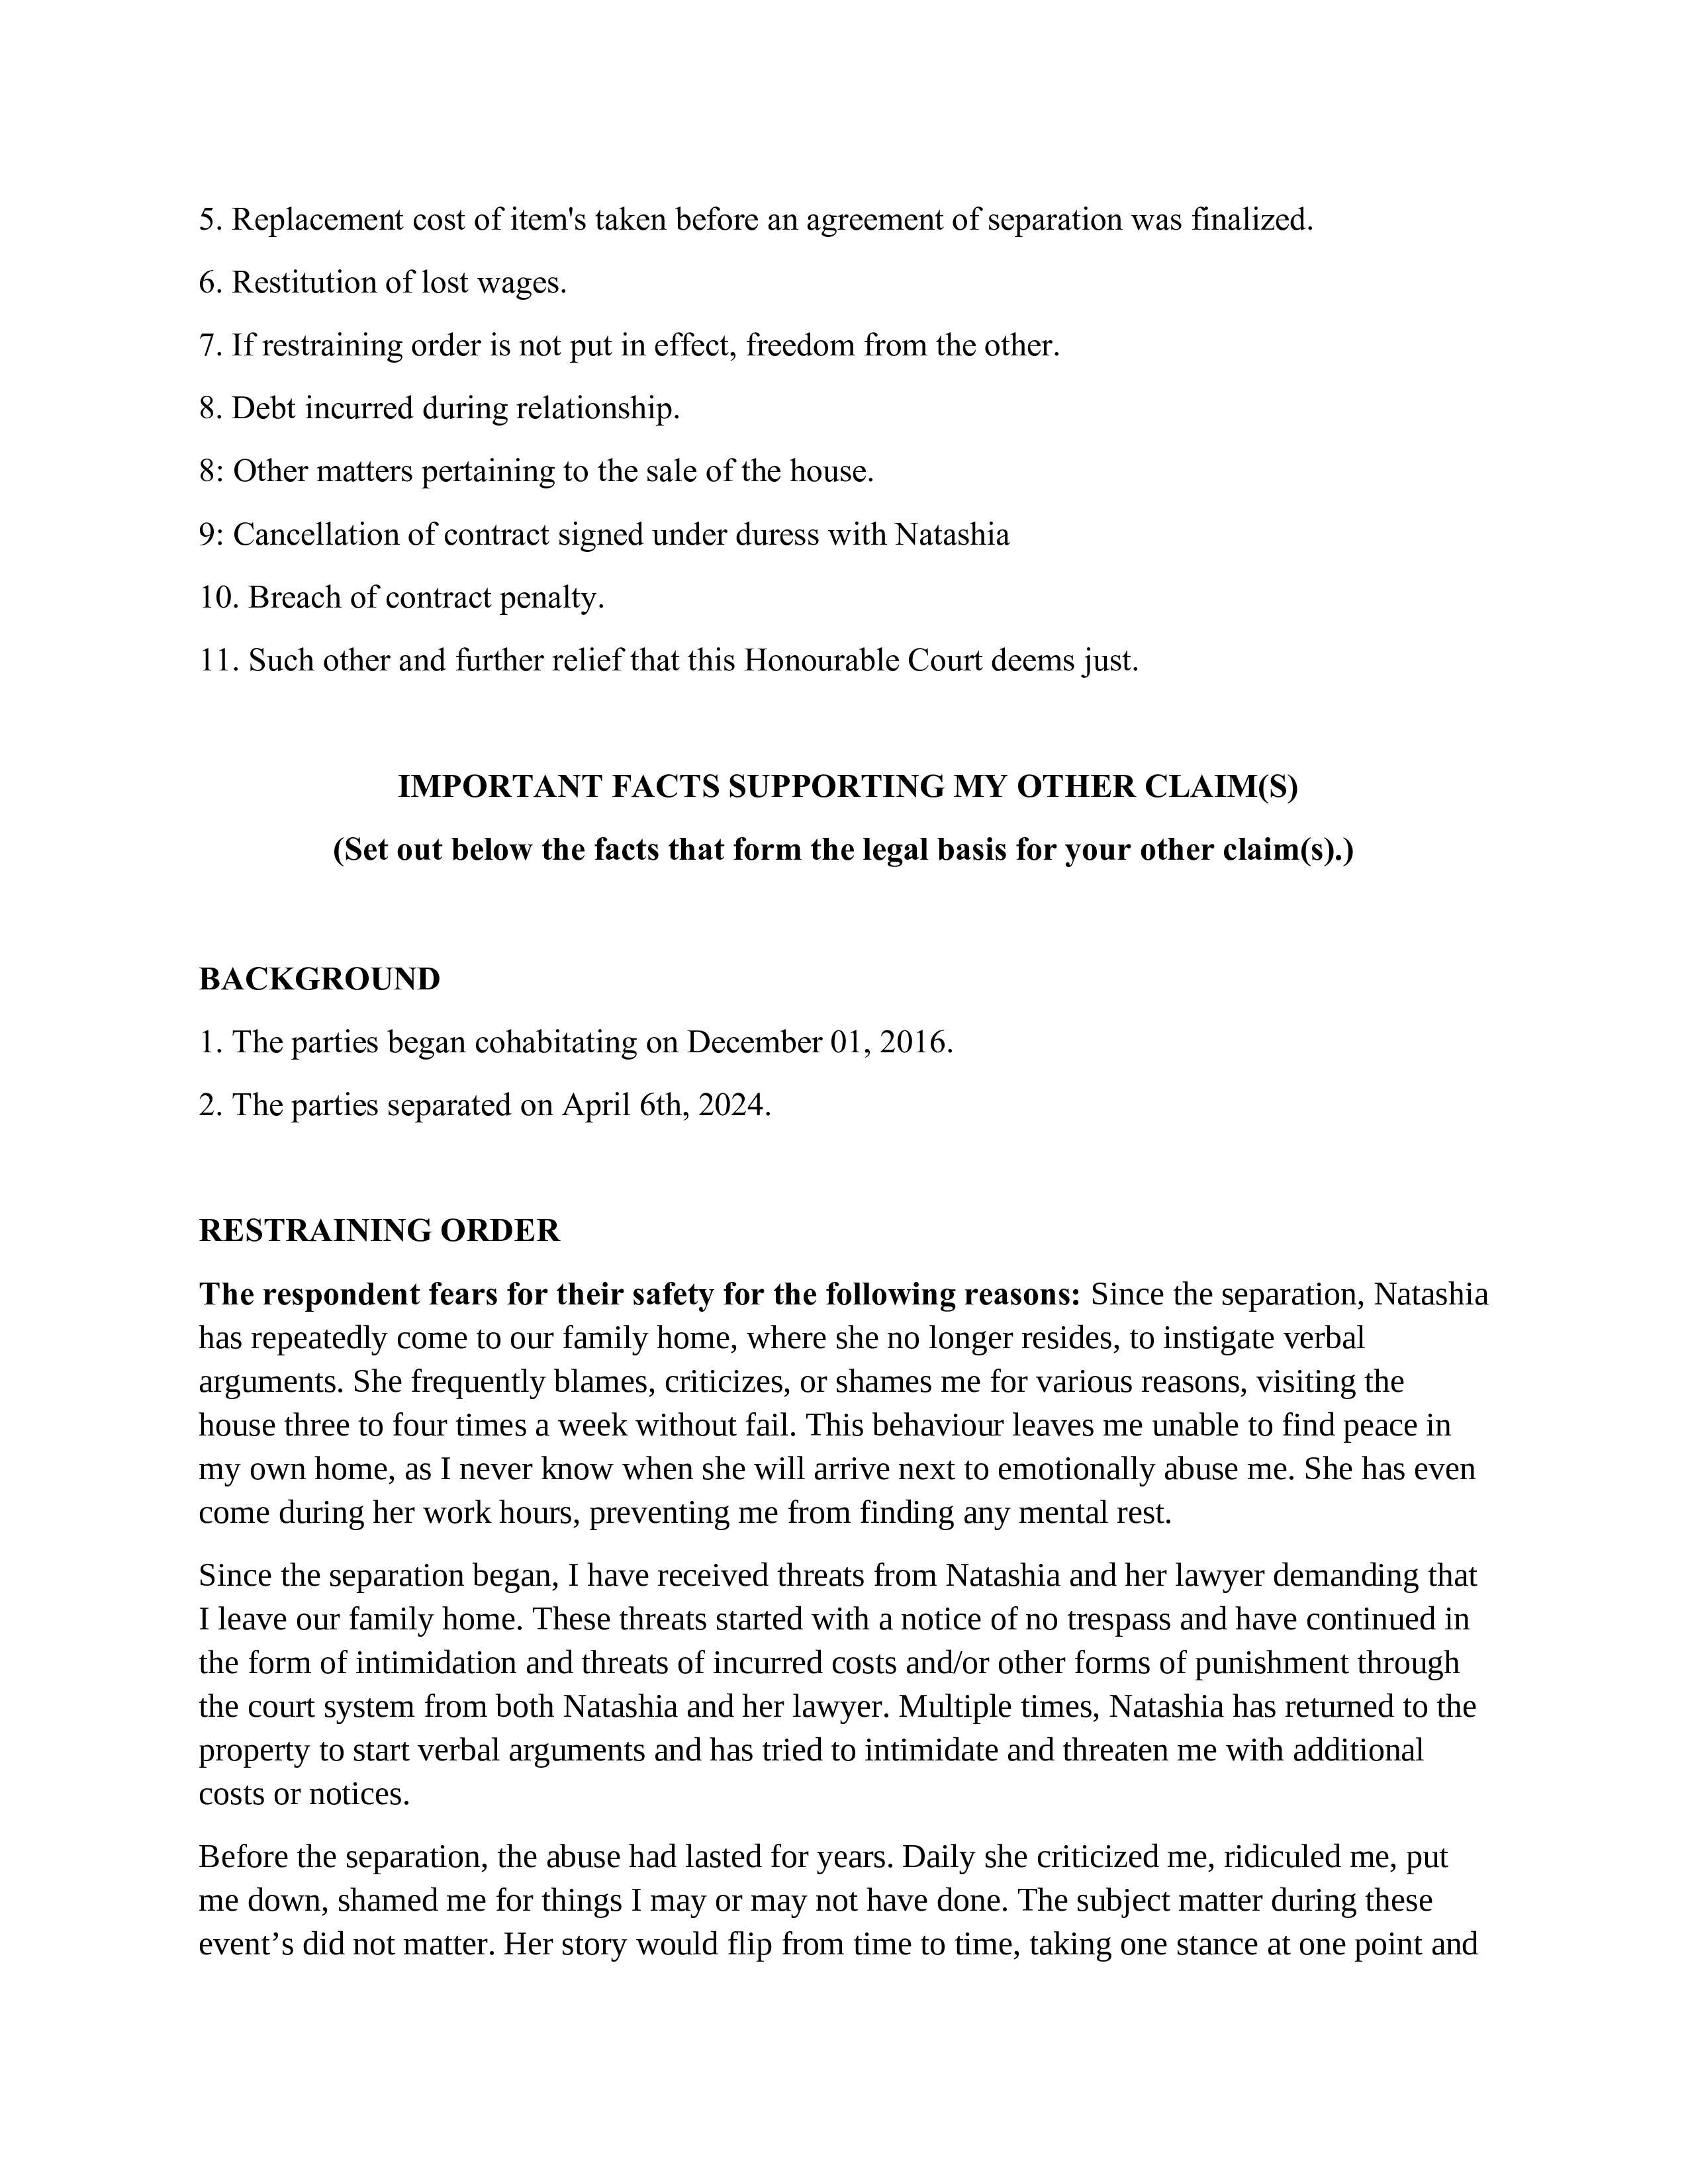 5. Replacement cost of item's taken before an agreement of separation was finalized.
6. Restitution of lost wages.
7. If restraining order is not put in effect, freedom from the other.
8. Debt incurred during relationship.
8: Other matters pertaining to the sale of the house.
9: Cancellation of contract signed under duress with Natashia
10. Breach of contract penalty.
11. Such other and further relief that this Honourable Court deems just.
IMPORTANT FACTS SUPPORTING MY OTHER CLAIM(S)
(Set out below the facts that form the legal basis for your other claim(s).)
BACKGROUND
1. The parties began cohabitating on December 01, 2016.
2. The parties separated on April 6th, 2024.
RESTRAINING ORDER
The respondent fears for their safety for the following reasons: Since the separation, Natashia
has repeatedly come to our family home, where she no longer resides, to instigate verbal
arguments. She frequently blames, criticizes, or shames me for various reasons, visiting the
house three to four times a week without fail. This behaviour leaves me unable to find peace in
my own home, as I never know when she will arrive next to emotionally abuse me. She has even
come during her work hours, preventing me from finding any mental rest.
Since the separation began, I have received threats from Natashia and her lawyer demanding that
I leave our family home. These threats started with a notice of no trespass and have continued in
the form of intimidation and threats of incurred costs and/or other forms of punishment through
the court system from both Natashia and her lawyer. Multiple times, Natashia has returned to the
property to start verbal arguments and has tried to intimidate and threaten me with additional
costs or notices.
Before the separation, the abuse had lasted for years. Daily she criticized me, ridiculed me, put
me down, shamed me for things I may or may not have done. The subject matter during these
event’s did not matter. Her story would flip from time to time, taking one stance at one point and